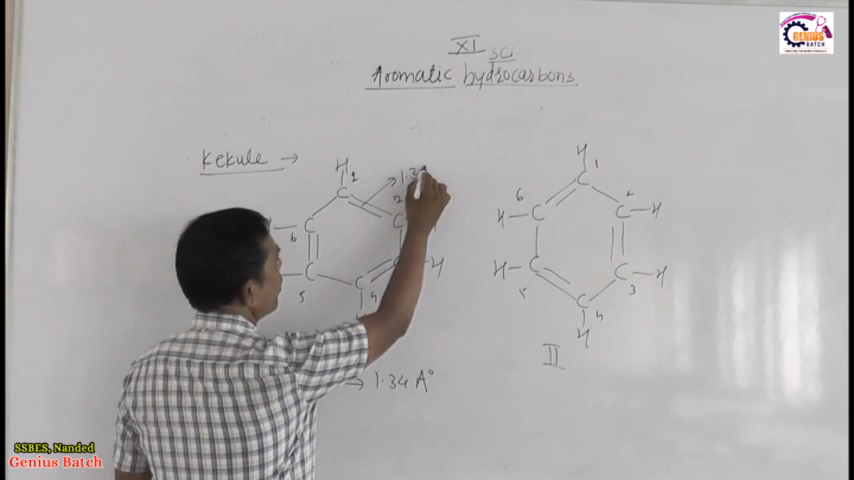 XI Sci
Aromatic hydrocarbons
Kekule →
H
1
C
1.34
2
C
6
C
C
5
C
C
4
H
H
1
C
6
H-C
2
C-H
H-C
5
C-H
3
C
4
H
II
→ 1.34 A°
GENIUS
BATCH
SSBES, Nanded
Genius Batch